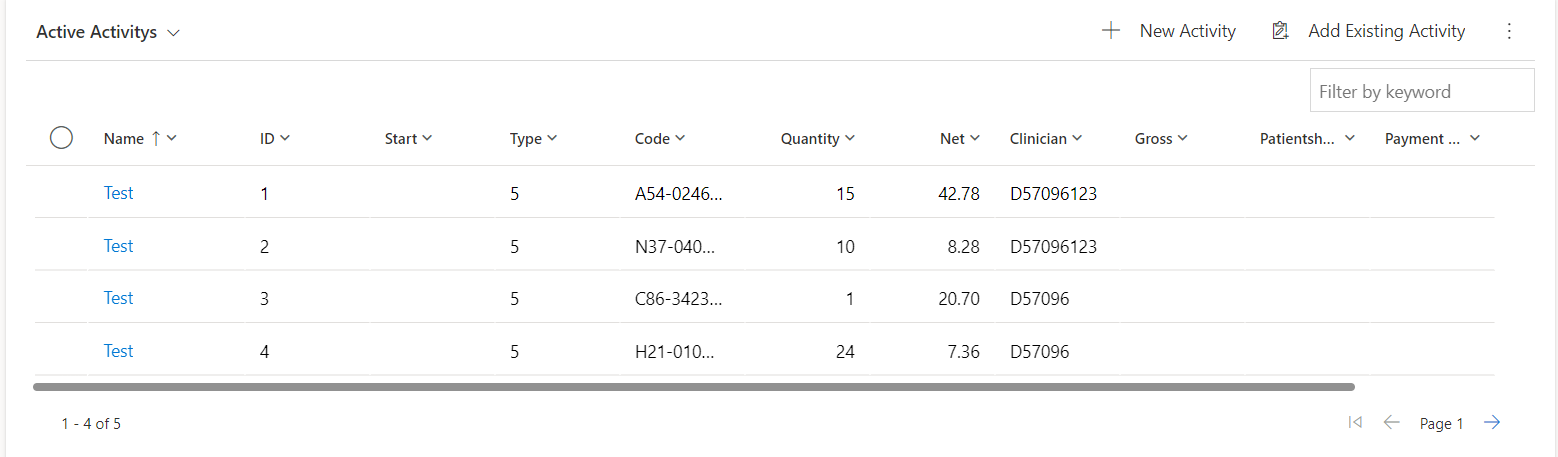 Active Activitys New Activity Add Existing Activity
Filter by keyword
Name ID Start Type Code Quantity Net Clinician Gross Patientsh... Payment ...
Test 1 5 A54-0246... 15 42.78 D57096123
Test 2 5 N37-040... 10 8.28 D57096123
Test 3 5 C86-3423... 1 20.70 D57096
Test 4 5 H21-010... 24 7.36 D57096
1 - 4 of 5 Page 1